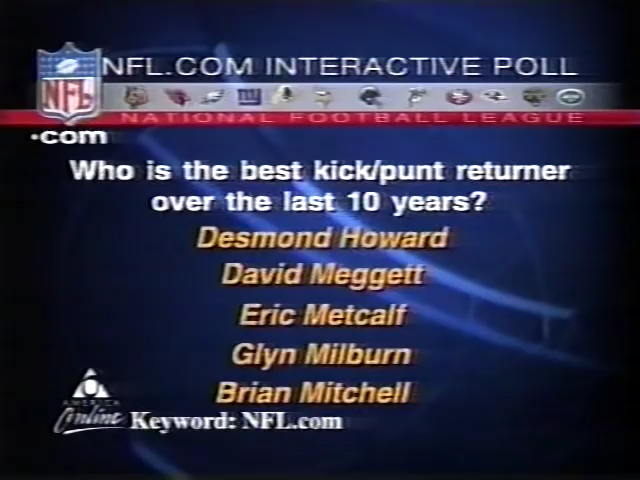 NFL.COM INTERACTIVE POLL
NFL
NATIONAL FOOTBALL LEAGUE
.com
Who is the best kick/punt returner
over the last 10 years?
Desmond Howard
David Meggett
Eric Metcalf
Glyn Milburn
Brian Mitchell
AMERICA
Online Keyword: NFL.com